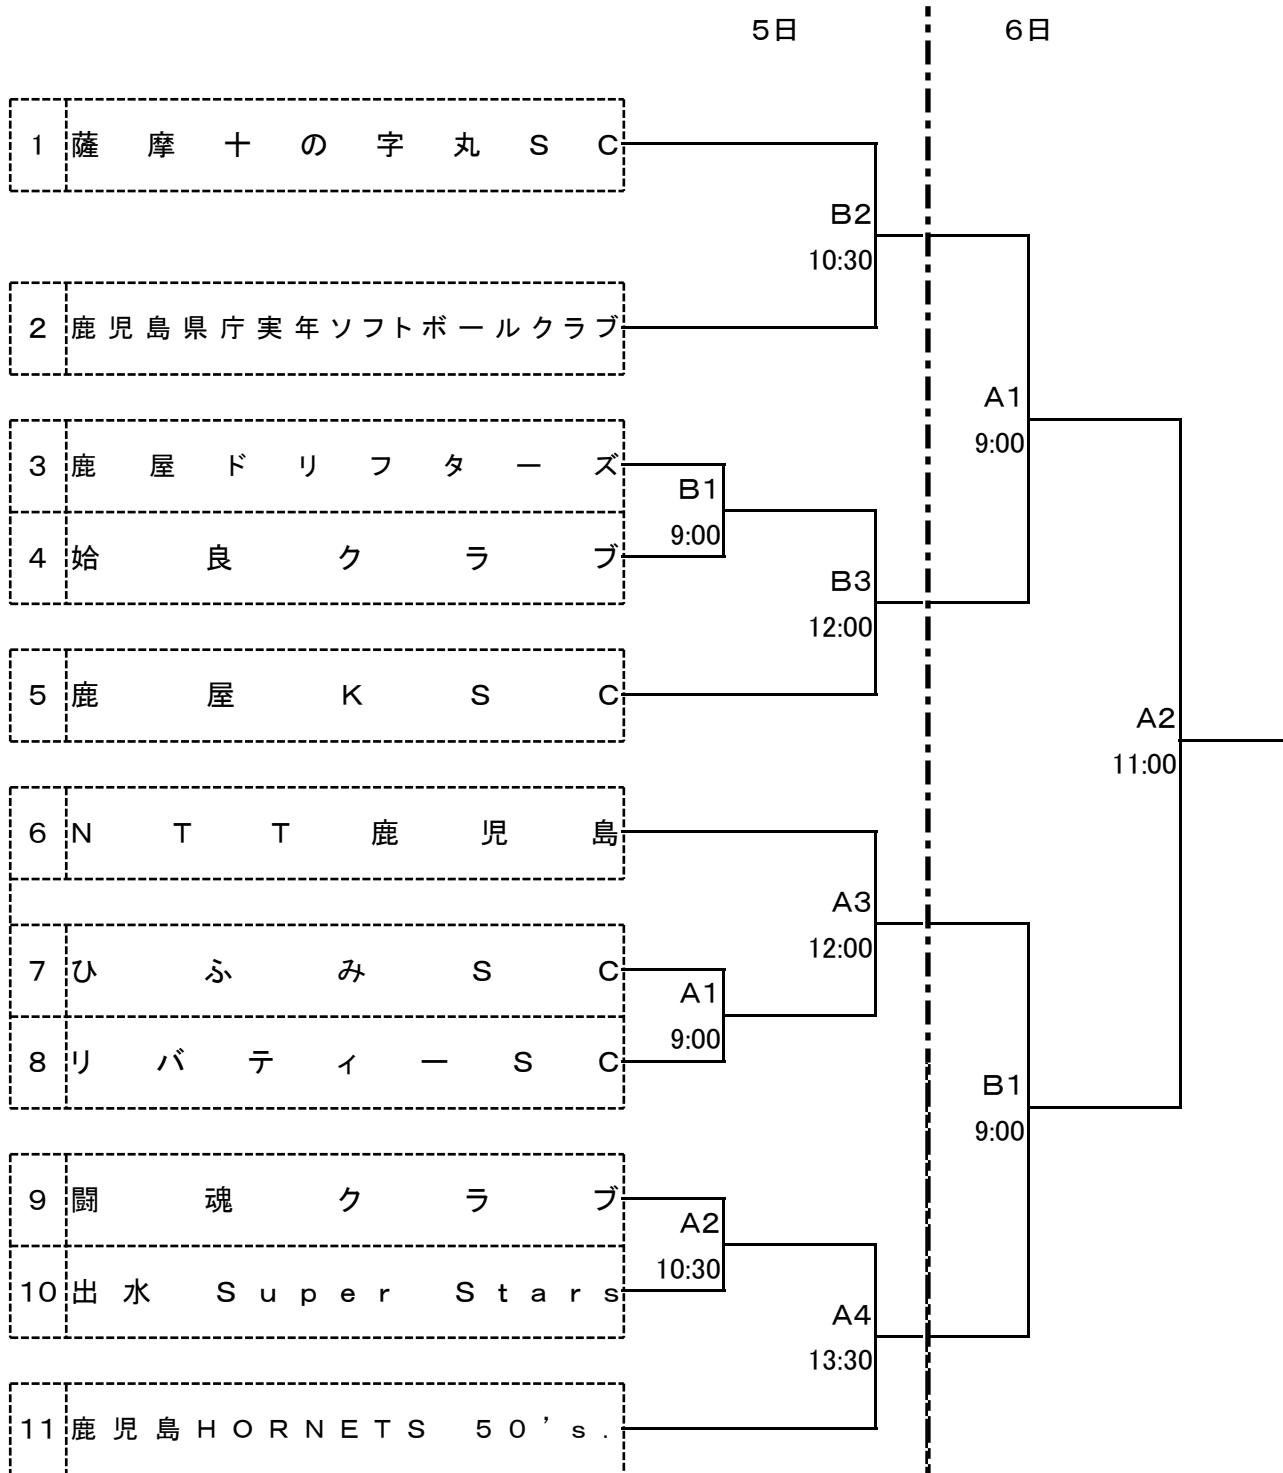 5日 6日
1 薩摩十の字丸SC
B2
10:30
2 鹿児島県庁実年ソフトボールクラブ
A1
9:00
3 鹿屋ドリフターズ
B1
9:00
4 姶良クラブ
B3
12:00
5 鹿屋KSC
A2
11:00
6 NTT鹿児島
A3
12:00
7 ひふみSC
A1
9:00
8 リバティーSC
B1
9:00
9 闘魂クラブ
A2
10:30
10 出水 Super Stars
A4
13:30
11 鹿児島HORNETS 50's.